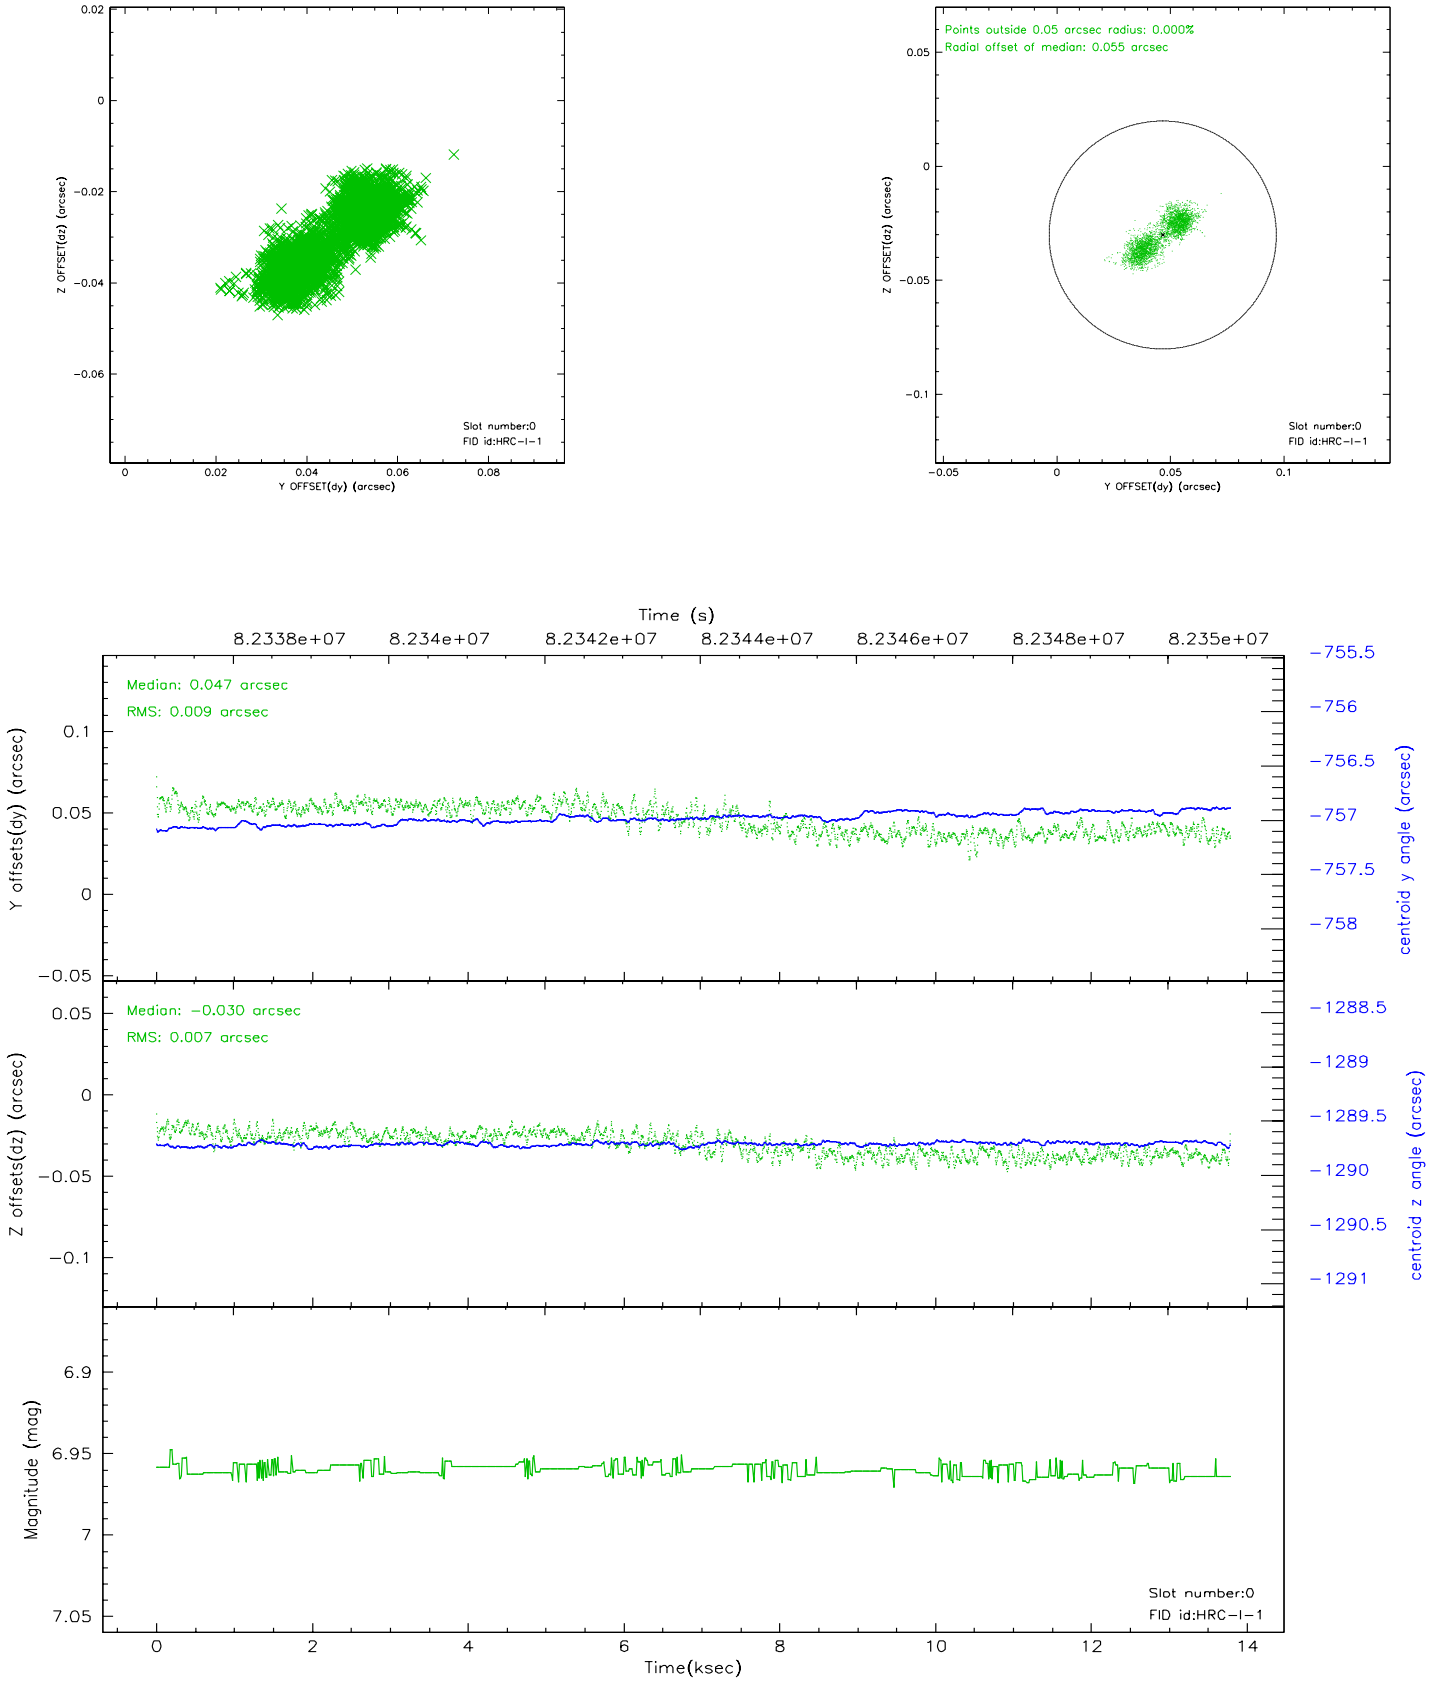 0.02
0
−0.02
−0.04
−0.06
Z OFFSET(dz) (arcsec)
Slot number:0
FID id:HRC−I−1
0 0.02 0.04 0.06 0.08
Y OFFSET(dy) (arcsec)
Points outside 0.05 arcsec radius: 0.000%
Radial offset of median: 0.055 arcsec
0.05
0
−0.05
−0.1
Z OFFSET(dz) (arcsec)
Slot number:0
FID id:HRC−I−1
−0.05 0 0.05 0.1
Y OFFSET(dy) (arcsec)
Time (s)
8.2338e+07 8.234e+07 8.2342e+07 8.2344e+07 8.2346e+07 8.2348e+07 8.235e+07
Median: 0.047 arcsec
RMS: 0.009 arcsec
0.1
0.05
0
−0.05
Y offsets(dy) (arcsec)
−755.5
−756
−756.5
−757
−757.5
−758
centroid y angle (arcsec)
Median: −0.030 arcsec
RMS: 0.007 arcsec
0.05
0
−0.05
−0.1
Z offsets(dz) (arcsec)
−1288.5
−1289
−1289.5
−1290
−1290.5
−1291
centroid z angle (arcsec)
6.9
6.95
7
7.05
Magnitude (mag)
Slot number:0
FID id:HRC−I−1
0 2 4 6 8 10 12 14
Time(ksec)